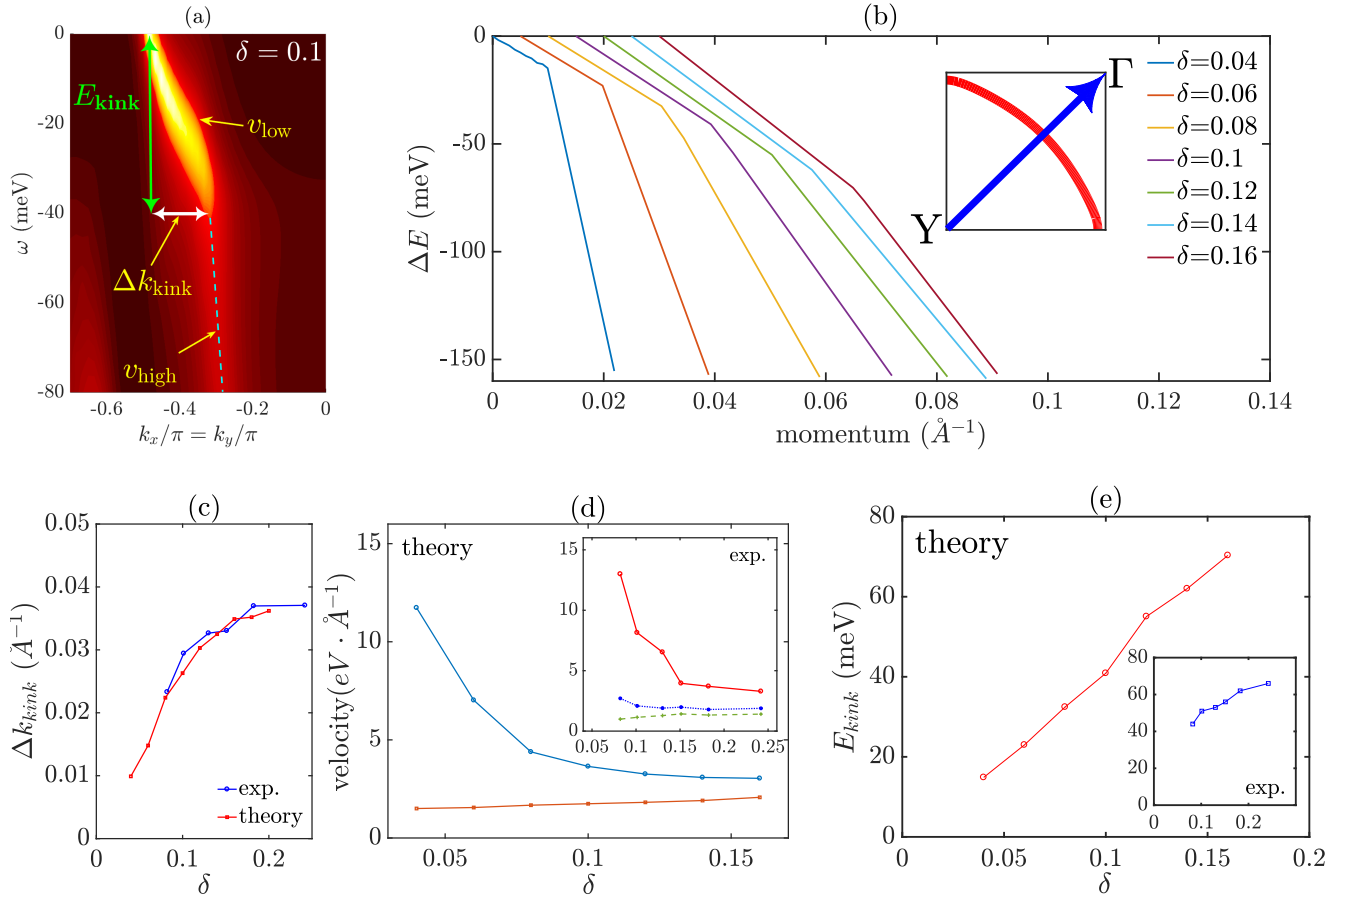 (a)
δ = 0.1
E_kink
v_low
Δk_kink
v_high
0
-20
-40
-60
-80
ω (meV)
-0.6
-0.4
-0.2
0
k_x/π = k_y/π
(b)
0
-50
-100
-150
ΔE (meV)
0
0.02
0.04
0.06
0.08
0.1
0.12
0.14
momentum (Å⁻¹)
Y
Γ
δ=0.04
δ=0.06
δ=0.08
δ=0.1
δ=0.12
δ=0.14
δ=0.16
(c)
0.05
0.04
0.03
0.02
0.01
0
Δk_kink (Å⁻¹)
exp.
theory
0
0.1
0.2
δ
(d)
theory
15
10
5
0
velocity(eV · Å⁻¹)
0.05
0.1
0.15
δ
exp.
15
10
5
0
0.05
0.1
0.15
0.2
0.25
(e)
theory
80
60
40
20
0
E_kink (meV)
0
0.05
0.1
0.15
0.2
δ
80
60
40
20
0
exp.
0
0.1
0.2